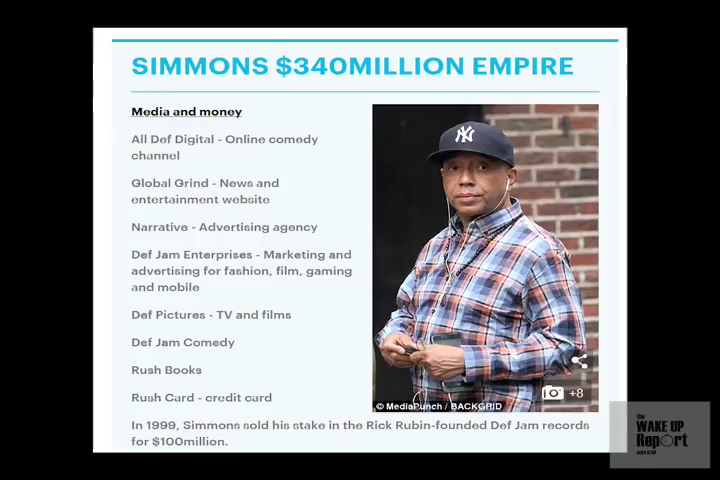 SIMMONS $340MILLION EMPIRE
Media and money
All Def Digital - Online comedy
channel
Global Grind - News and
entertainment website
Narrative - Advertising agency
Def Jam Enterprises - Marketing and
advertising for fashion, film, gaming
and mobile
Def Pictures - TV and films
Def Jam Comedy
Rush Books
Rush Card - credit card
In 1999, Simmons sold his stake in the Rick Rubin-founded Def Jam records
for $100million.
NY
+8
© MediaPunch / BACKGRID
the
WAKE UP
Report